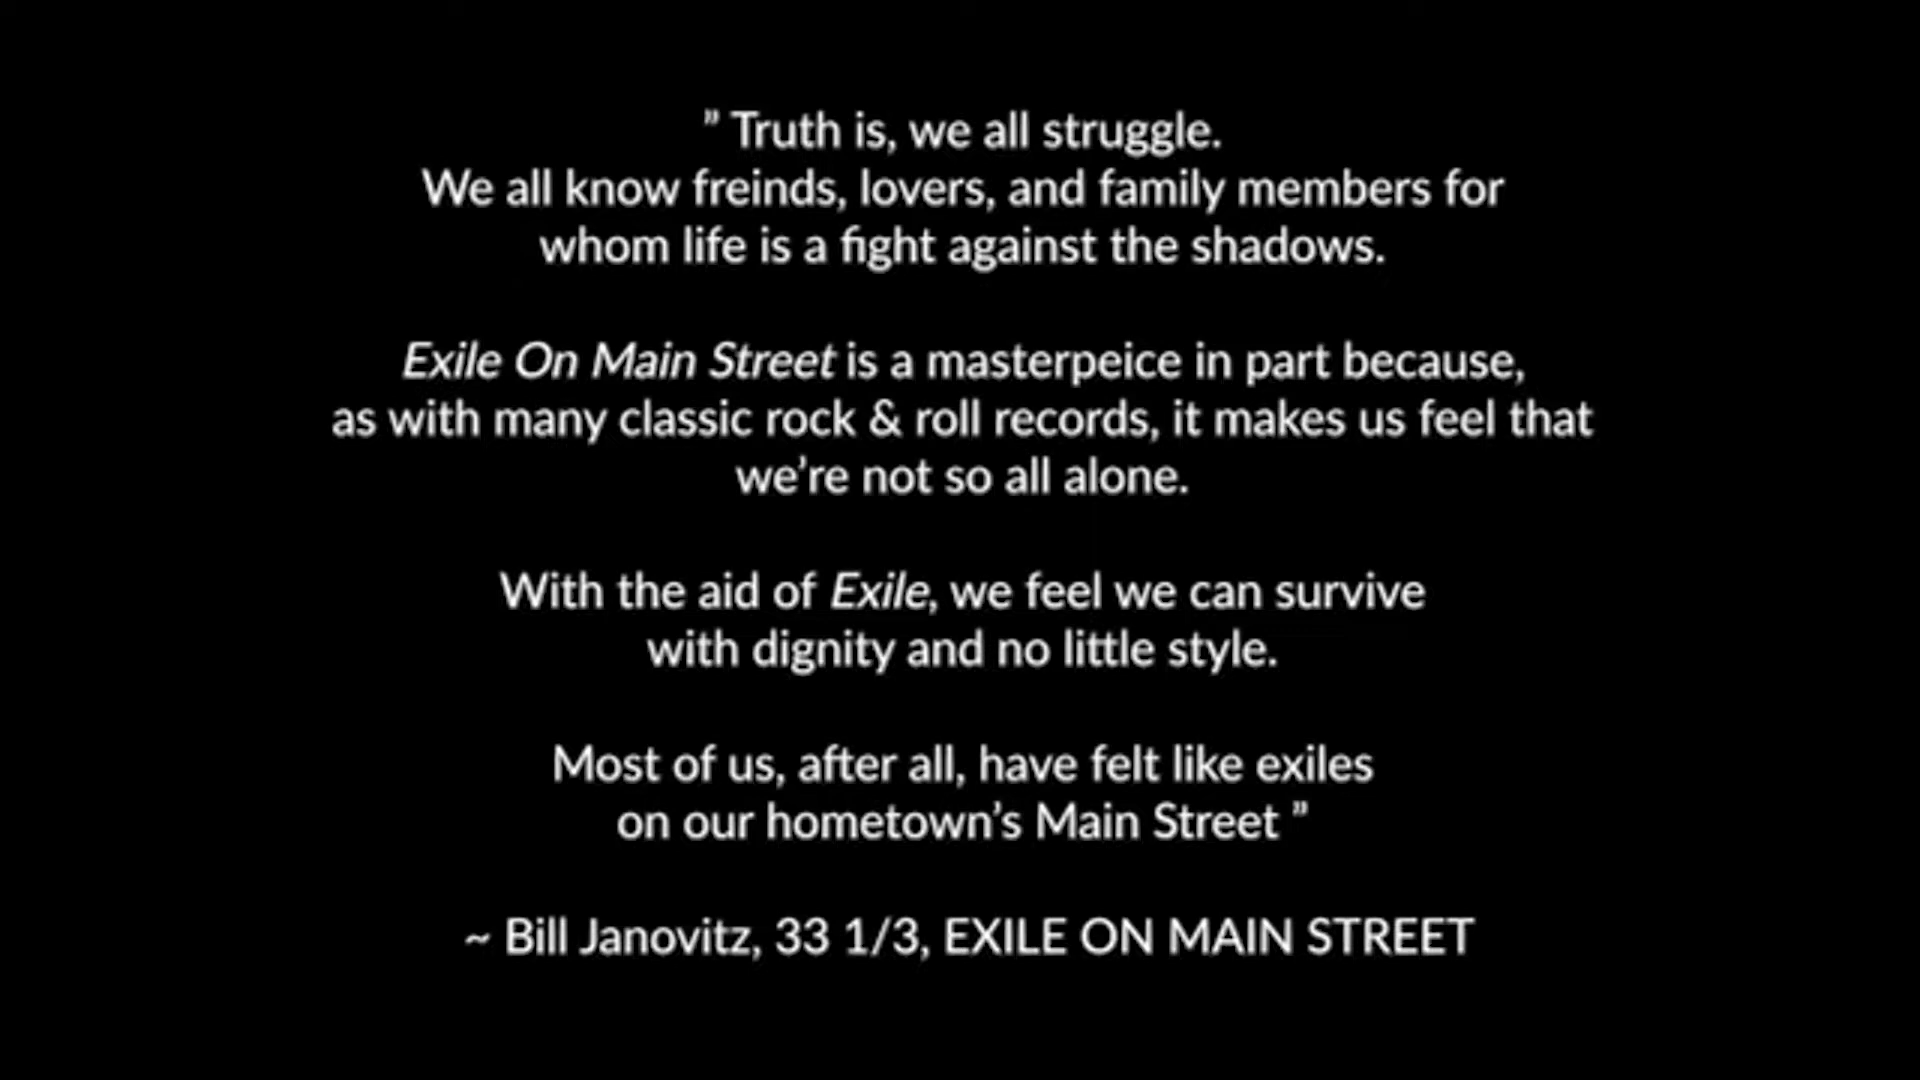 ” Truth is, we all struggle.
We all know freinds, lovers, and family members for
whom life is a fight against the shadows.
Exile On Main Street is a masterpeice in part because,
as with many classic rock & roll records, it makes us feel that
we’re not so all alone.
With the aid of Exile, we feel we can survive
with dignity and no little style.
Most of us, after all, have felt like exiles
on our hometown’s Main Street ”
~ Bill Janovitz, 33 1/3, EXILE ON MAIN STREET